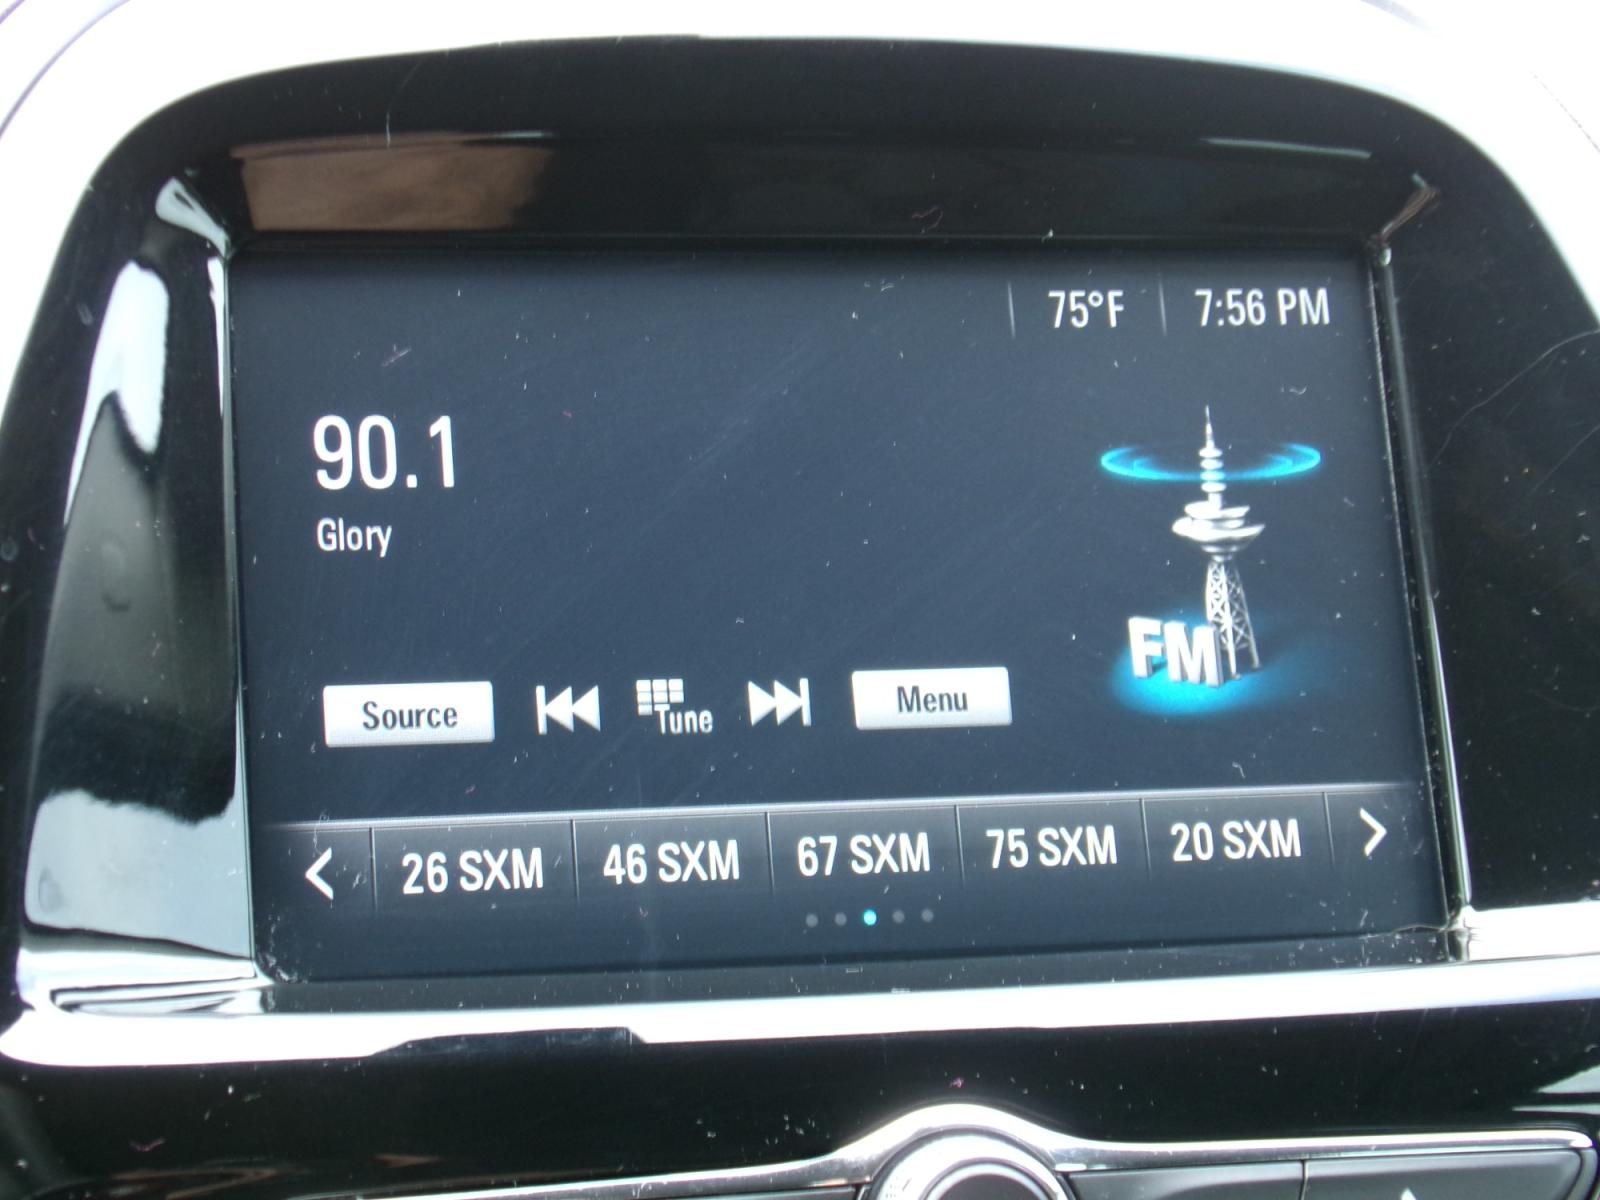 75°F 7:56 PM
90.1
Glory
FM
Source Tune Menu
26 SXM 46 SXM 67 SXM 75 SXM 20 SXM